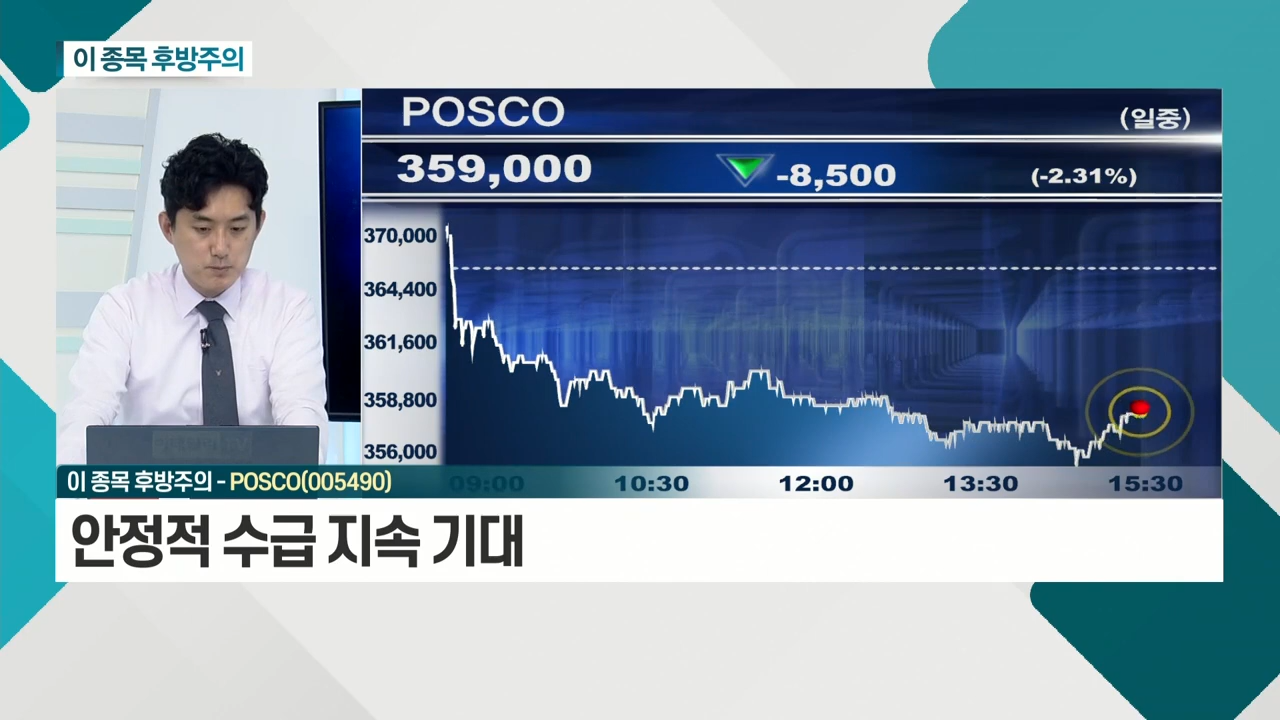 이 종목 후방주의
POSCO
(일중)
359,000
-8,500
(-2.31%)
370,000
364,400
361,600
358,800
356,000
09:00
10:30
12:00
13:30
15:30
이 종목 후방주의 - POSCO(005490)
안정적 수급 지속 기대